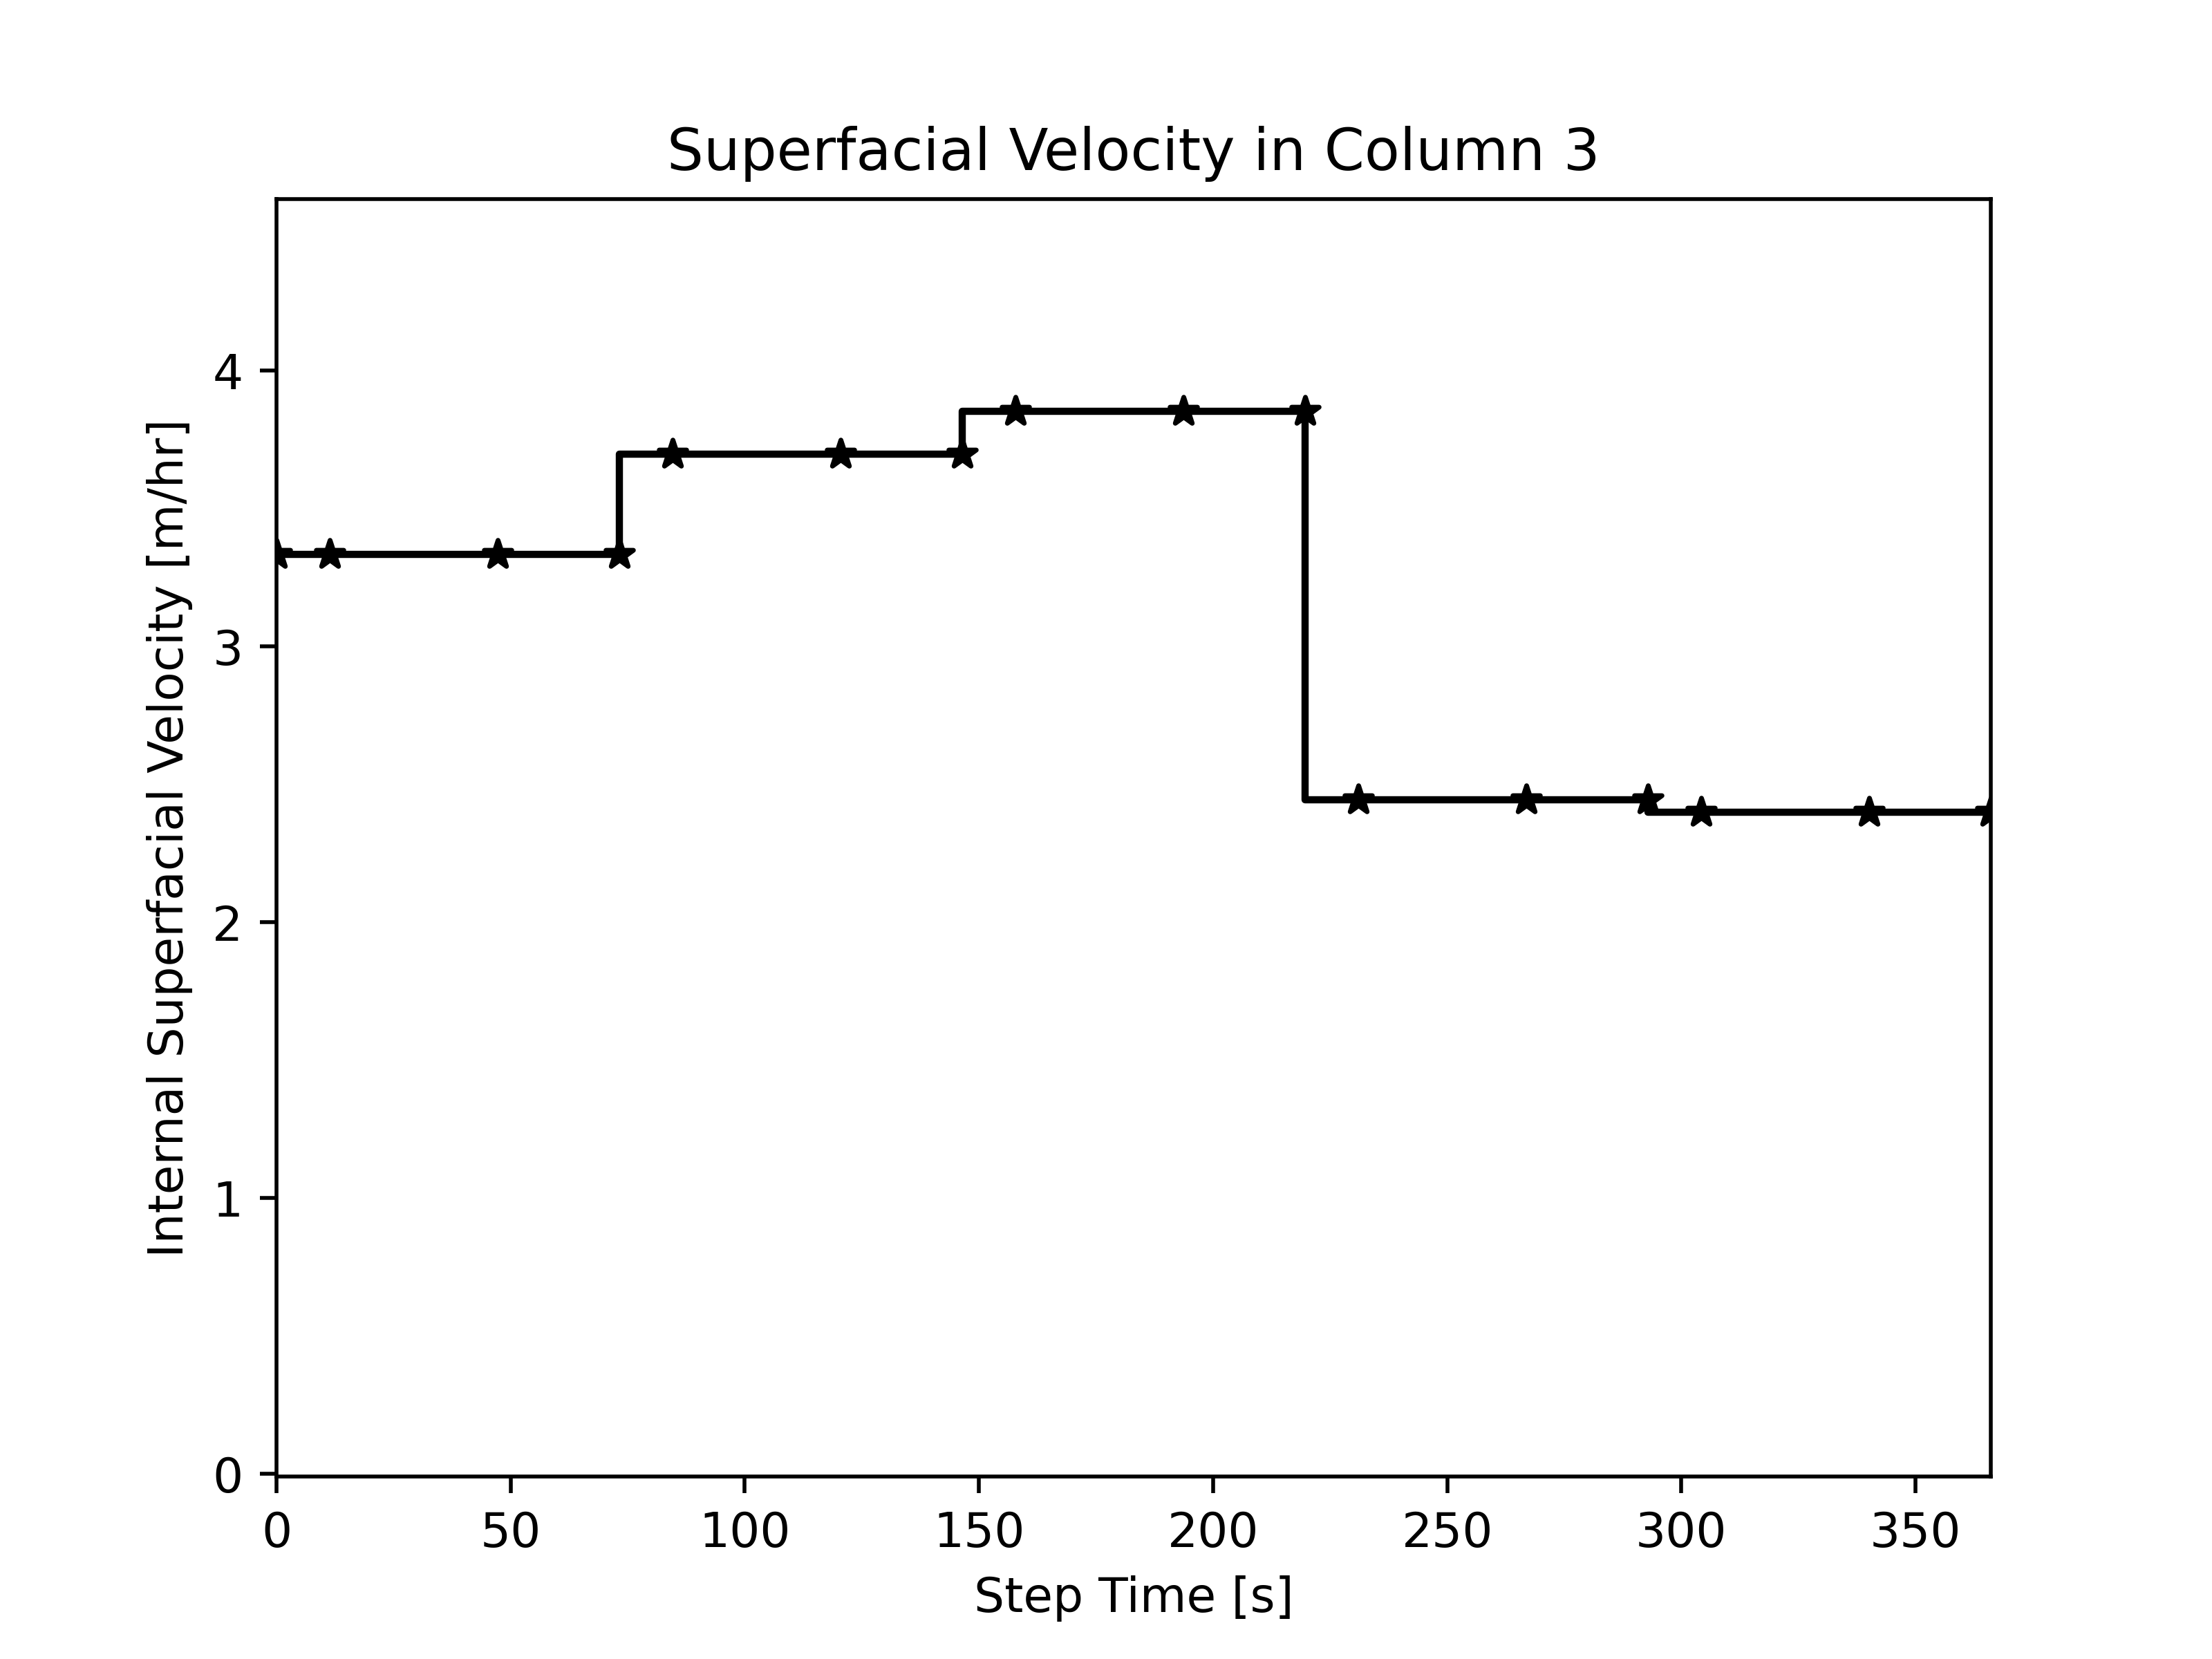 Superfacial Velocity in Column 3
Internal Superfacial Velocity [m/hr]
4
3
2
1
0
0 50 100 150 200 250 300 350
Step Time [s]